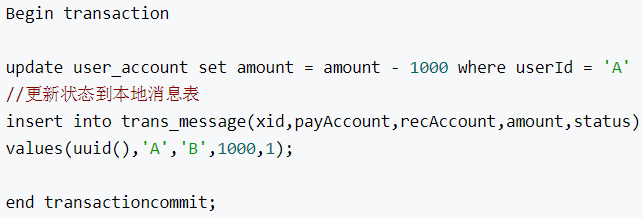 Begin transaction
update user_account set amount = amount - 1000 where userId = 'A'
//更新状态到本地消息表
insert into trans_message(xid,payAccount,recAccount,amount,status)
values(uuid(),'A','B',1000,1);
end transactioncommit;